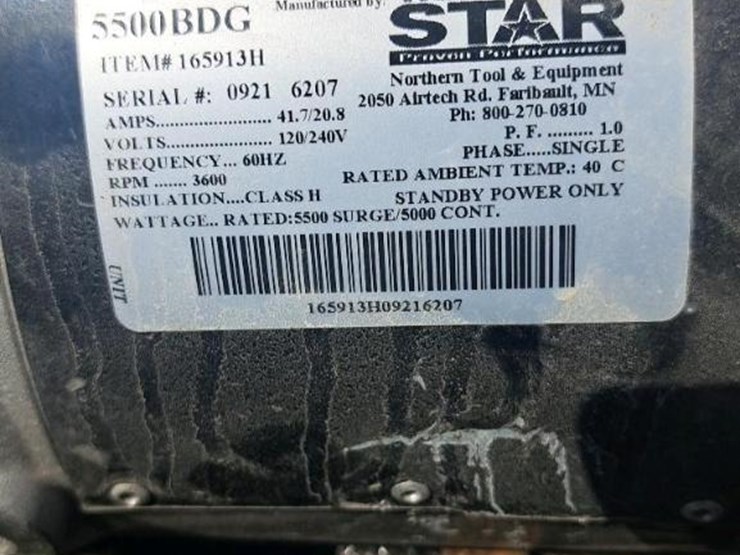 5500BDG
Manufactured by:
STAR
Proven Performance
ITEM# 165913H
Northern Tool & Equipment
SERIAL #: 0921 6207
2050 Airtech Rd. Faribault, MN
AMPS..................... 41.7/20.8
Ph: 800-270-0810
VOLTS.................... 120/240V
P. F. ......... 1.0
FREQUENCY... 60HZ
PHASE.....SINGLE
RPM ........ 3600
RATED AMBIENT TEMP.: 40 C
INSULATION....CLASS H
STANDBY POWER ONLY
WATTAGE.. RATED:5500 SURGE/5000 CONT.
UNIT
165913H09216207